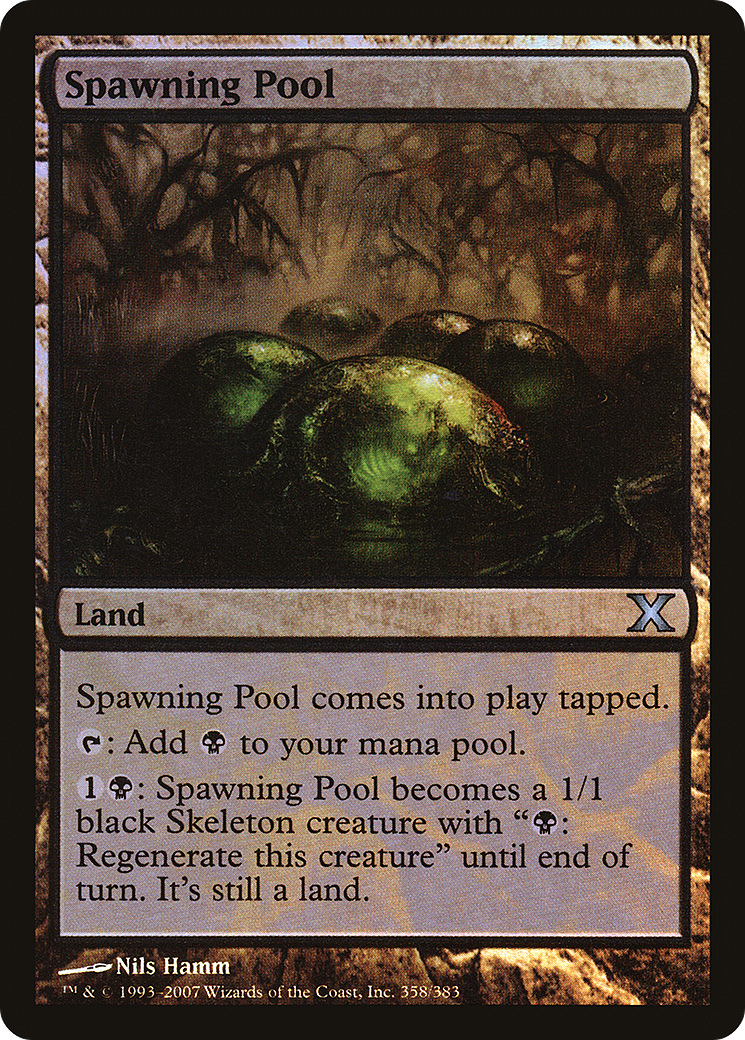 Spawning Pool
Land
X
Spawning Pool comes into play tapped.
: Add to your mana pool.
1 : Spawning Pool becomes a 1/1
black Skeleton creature with “ :
Regenerate this creature” until end of
turn. It's still a land.
Nils Hamm
™ & © 1993-2007 Wizards of the Coast, Inc. 358/383